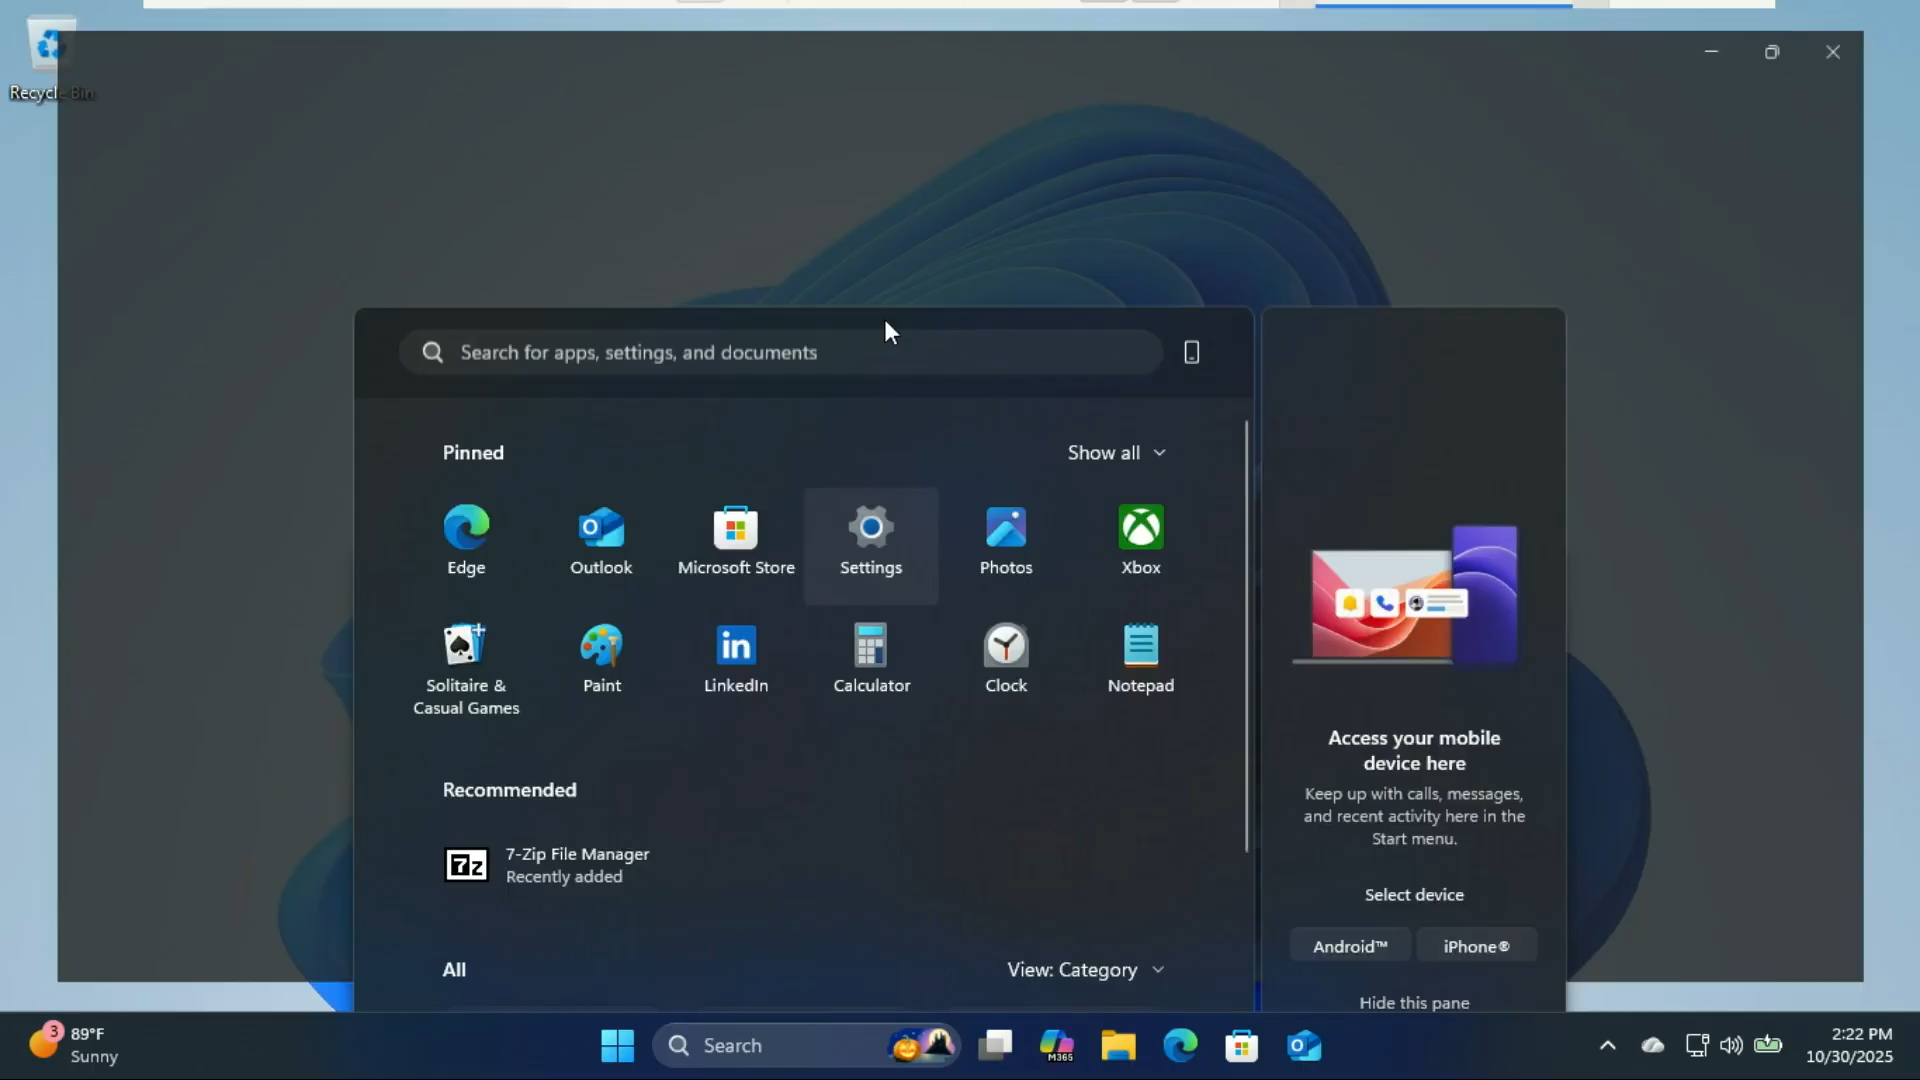 Recycle Bin
Search for apps, settings, and documents
Pinned
Show all
Edge
Outlook
Microsoft Store
Settings
Photos
Xbox
Solitaire &
Casual Games
Paint
LinkedIn
Calculator
Clock
Notepad
Recommended
7-Zip File Manager
Recently added
All
View: Category
Access your mobile
device here
Keep up with calls, messages,
and recent activity here in the
Start menu.
Select device
Android™
iPhone®
Hide this pane
3
89°F
Sunny
Search
M365
2:22 PM
10/30/2025